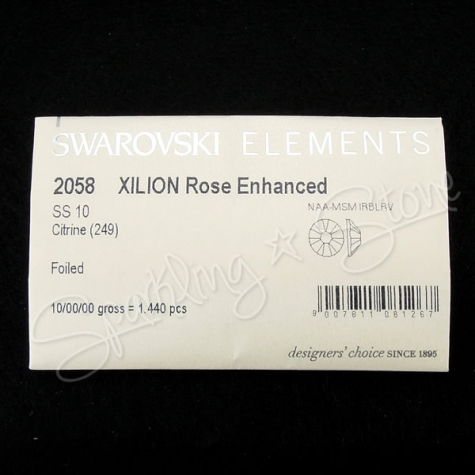 SWAROVSKI ELEMENTS
2058 XILION Rose Enhanced
SS 10
Citrine (249)
NAA-MSM IRBLRV
Foiled
10/00/00 gross = 1,440 pcs
9 007811 081267
designers' choice SINCE 1895
Sparkling ☆ Stone